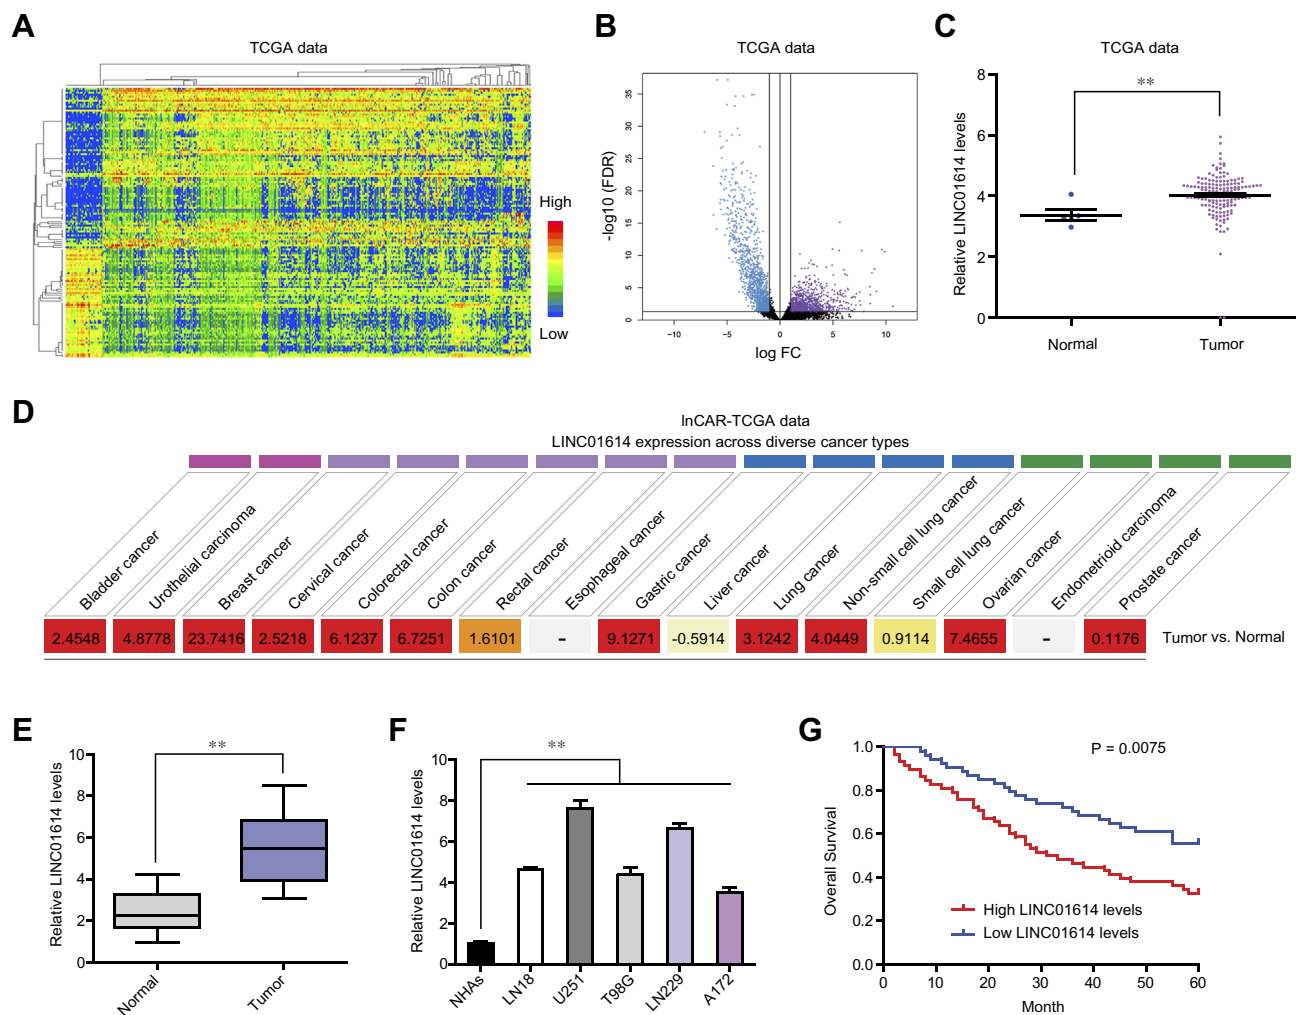 A
TCGA data
High
Low
B
TCGA data
-log10 (FDR)
35
30
25
20
15
10
5
0
-10
-5
0
5
10
log FC
C
TCGA data
**
Relative LINC01614 levels
8
6
4
2
0
Normal
Tumor
D
lnCAR-TCGA data
LINC01614 expression across diverse cancer types
Bladder cancer
Urothelial carcinoma
Breast cancer
Cervical cancer
Colorectal cancer
Colon cancer
Rectal cancer
Esophageal cancer
Gastric cancer
Liver cancer
Lung cancer
Non-small cell lung cancer
Small cell lung cancer
Ovarian cancer
Endometrioid carcinoma
Prostate cancer
2.4548 4.8778 23.7416 2.5218 6.1237 6.7251 1.6101 - 9.1271 -0.5914 3.1242 4.0449 0.9114 7.4655 - 0.1176 Tumor vs. Normal
E
**
Relative LINC01614 levels
10
8
6
4
2
0
Normal
Tumor
F
**
Relative LINC01614 levels
10
8
6
4
2
0
NHAs
LN18
U251
T98G
LN229
A172
G
P = 0.0075
Overall Survival
1.0
0.8
0.6
0.4
0.2
0.0
High LINC01614 levels
Low LINC01614 levels
0 10 20 30 40 50 60
Month